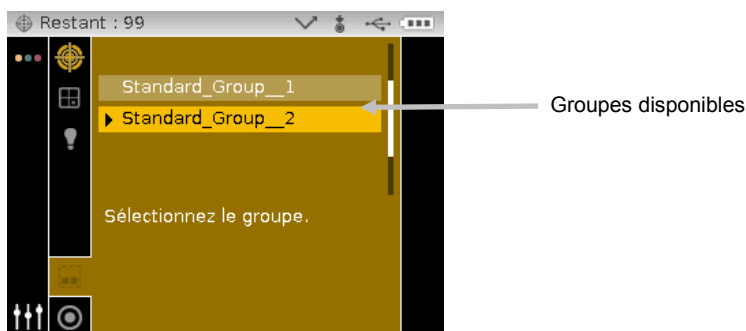 Restant : 99
Standard_Group__1
Standard_Group__2
Groupes disponibles
Sélectionnez le groupe.